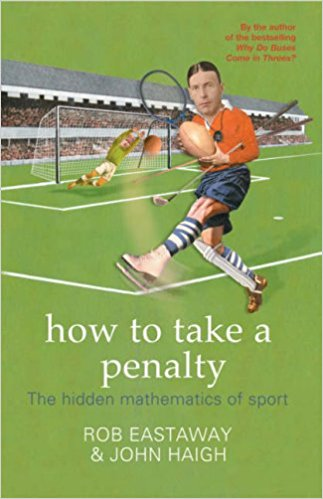 By the author
of the bestselling
Why Do Buses
Come in Threes?
how to take a
penalty
The hidden mathematics of sport
ROB EASTAWAY
& JOHN HAIGH